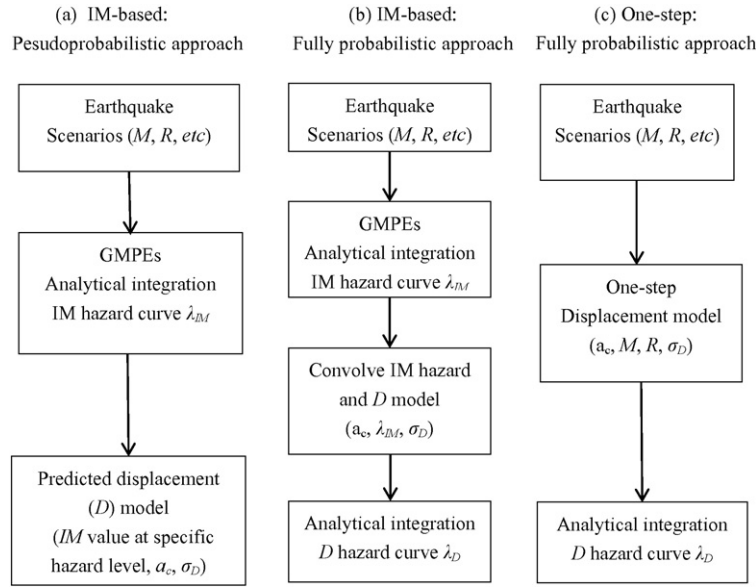 (a) IM-based:
Pesudoprobabilistic approach
Earthquake
Scenarios (M, R, etc)
GMPEs
Analytical integration
IM hazard curve λIM
Predicted displacement
(D) model
(IM value at specific
hazard level, ac, σD)
(b) IM-based:
Fully probabilistic approach
Earthquake
Scenarios (M, R, etc)
GMPEs
Analytical integration
IM hazard curve λIM
Convolve IM hazard
and D model
(ac, λIM, σD)
Analytical integration
D hazard curve λD
(c) One-step:
Fully probabilistic approach
Earthquake
Scenarios (M, R, etc)
One-step
Displacement model
(ac, M, R, σD)
Analytical integration
D hazard curve λD